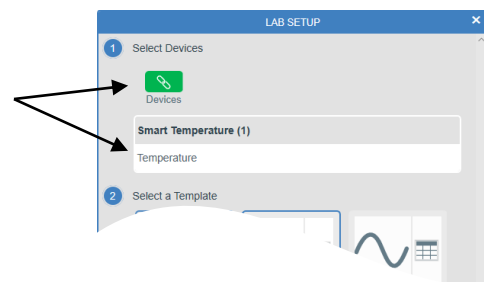 LAB SETUP
1 Select Devices
Devices
Smart Temperature (1)
Temperature
2 Select a Template